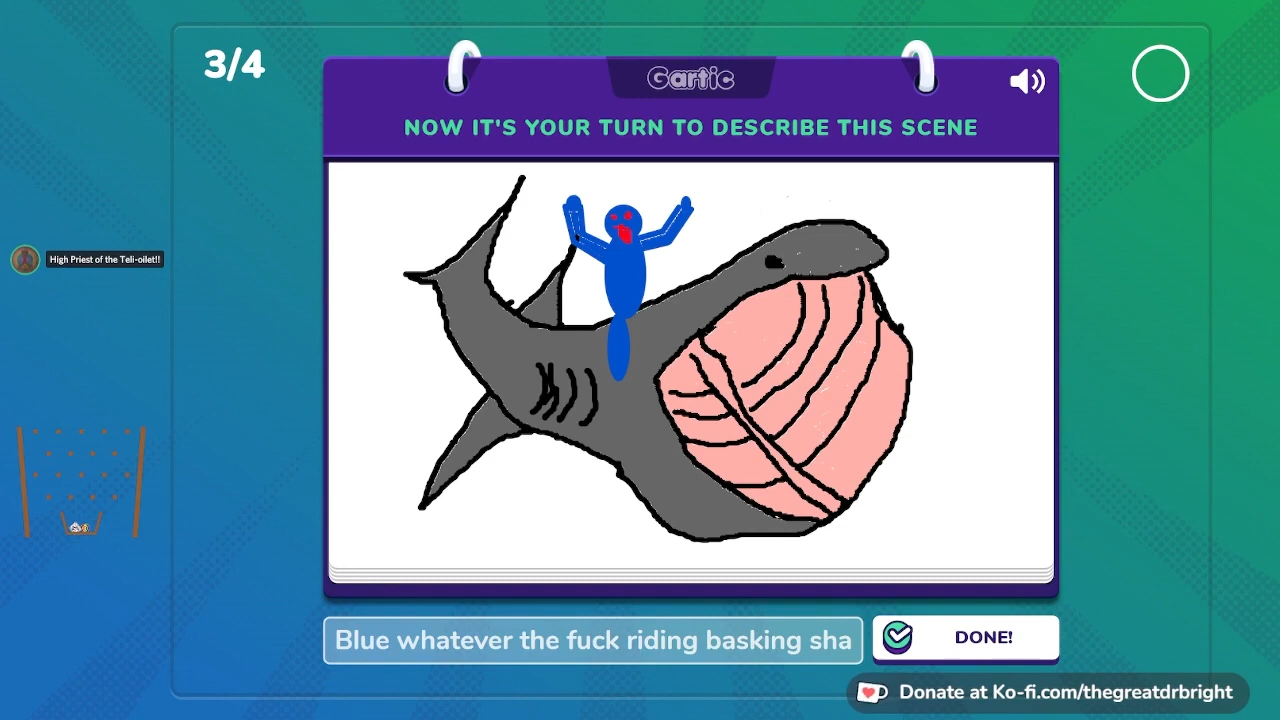 3/4
Gartic
NOW IT'S YOUR TURN TO DESCRIBE THIS SCENE
High Priest of the Teli-oilet!!
Blue whatever the fuck riding basking sha
DONE!
Donate at Ko-fi.com/thegreatdrbright